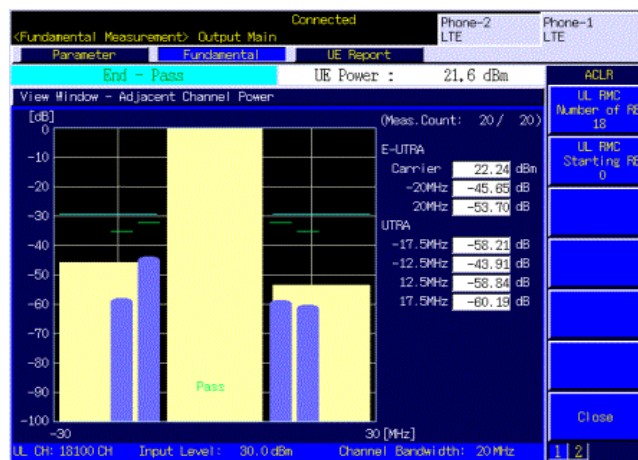 Connected
Phone-2
LTE
Phone-1
LTE
<Fundamental Measurement> Output Main
Parameter
Fundamental
UE Report
End - Pass
UE Power : 21.6 dBm
ACLR
View Window - Adjacent Channel Power
UL RMC
Number of RB
18
UL RMC
Starting RB
0
[dB]
(Meas.Count: 20/ 20)
0
-10
-20
-30
-40
-50
-60
-70
-80
-90
-100
E-UTRA
Carrier 22.24 dBm
-20MHz -45.65 dB
20MHz -53.70 dB
UTRA
-17.5MHz -58.21 dB
-12.5MHz -43.91 dB
12.5MHz -58.84 dB
17.5MHz -60.19 dB
Pass
-30
30 [MHz]
Close
UL CH: 18100 CH Input Level: 30.0 dBm Channel Bandwidth: 20 MHz
1 2